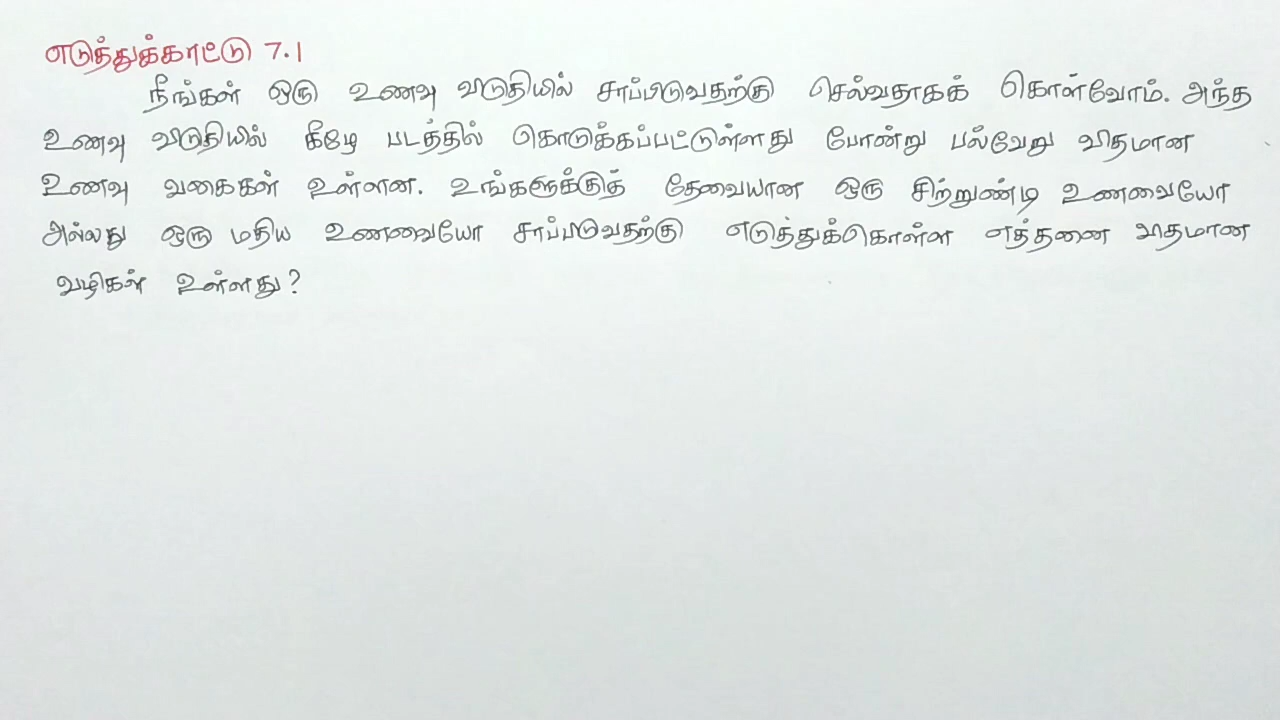 எடுத்துக்காட்டு 7.1
நீங்கள் ஒரு உணவு விடுதியில் சாப்பிடுவதற்கு செல்வதாகக் கொள்வோம். அந்த
உணவு விடுதியில் கீழே படத்தில் கொடுக்கப்பட்டுள்ளது போன்று பல்வேறு விதமான
உணவு வகைகள் உள்ளன. உங்களுக்குத் தேவையான ஒரு சிற்றுண்டி உணவையோ
அல்லது ஒரு மதிய உணவையோ சாப்பிடுவதற்கு எடுத்துக்கொள்ள எத்தனை விதமான
வழிகள் உள்ளது?